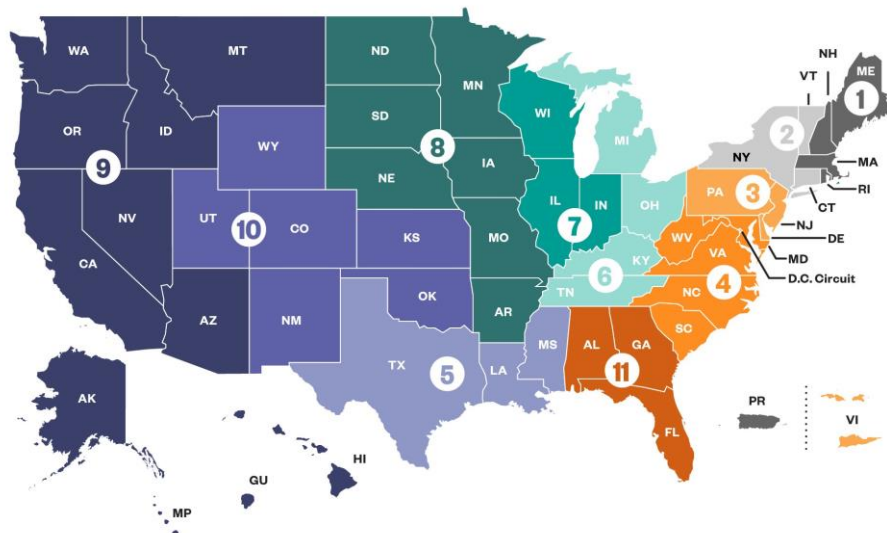 NH
WA
MT
ND
ME
VT
MN
1
OR
ID
SD
WI
2
MI
9
WY
8
NY
MA
IA
PA
3
RI
NE
CT
NV
UT
10
CO
IL
7
IN
OH
NJ
DE
CA
KS
MO
WV
VA
MD
KY
D.C. Circuit
6
4
TN
NC
AZ
NM
OK
AR
SC
MS
AL
GA
TX
5
LA
11
AK
PR
VI
FL
HI
GU
MP